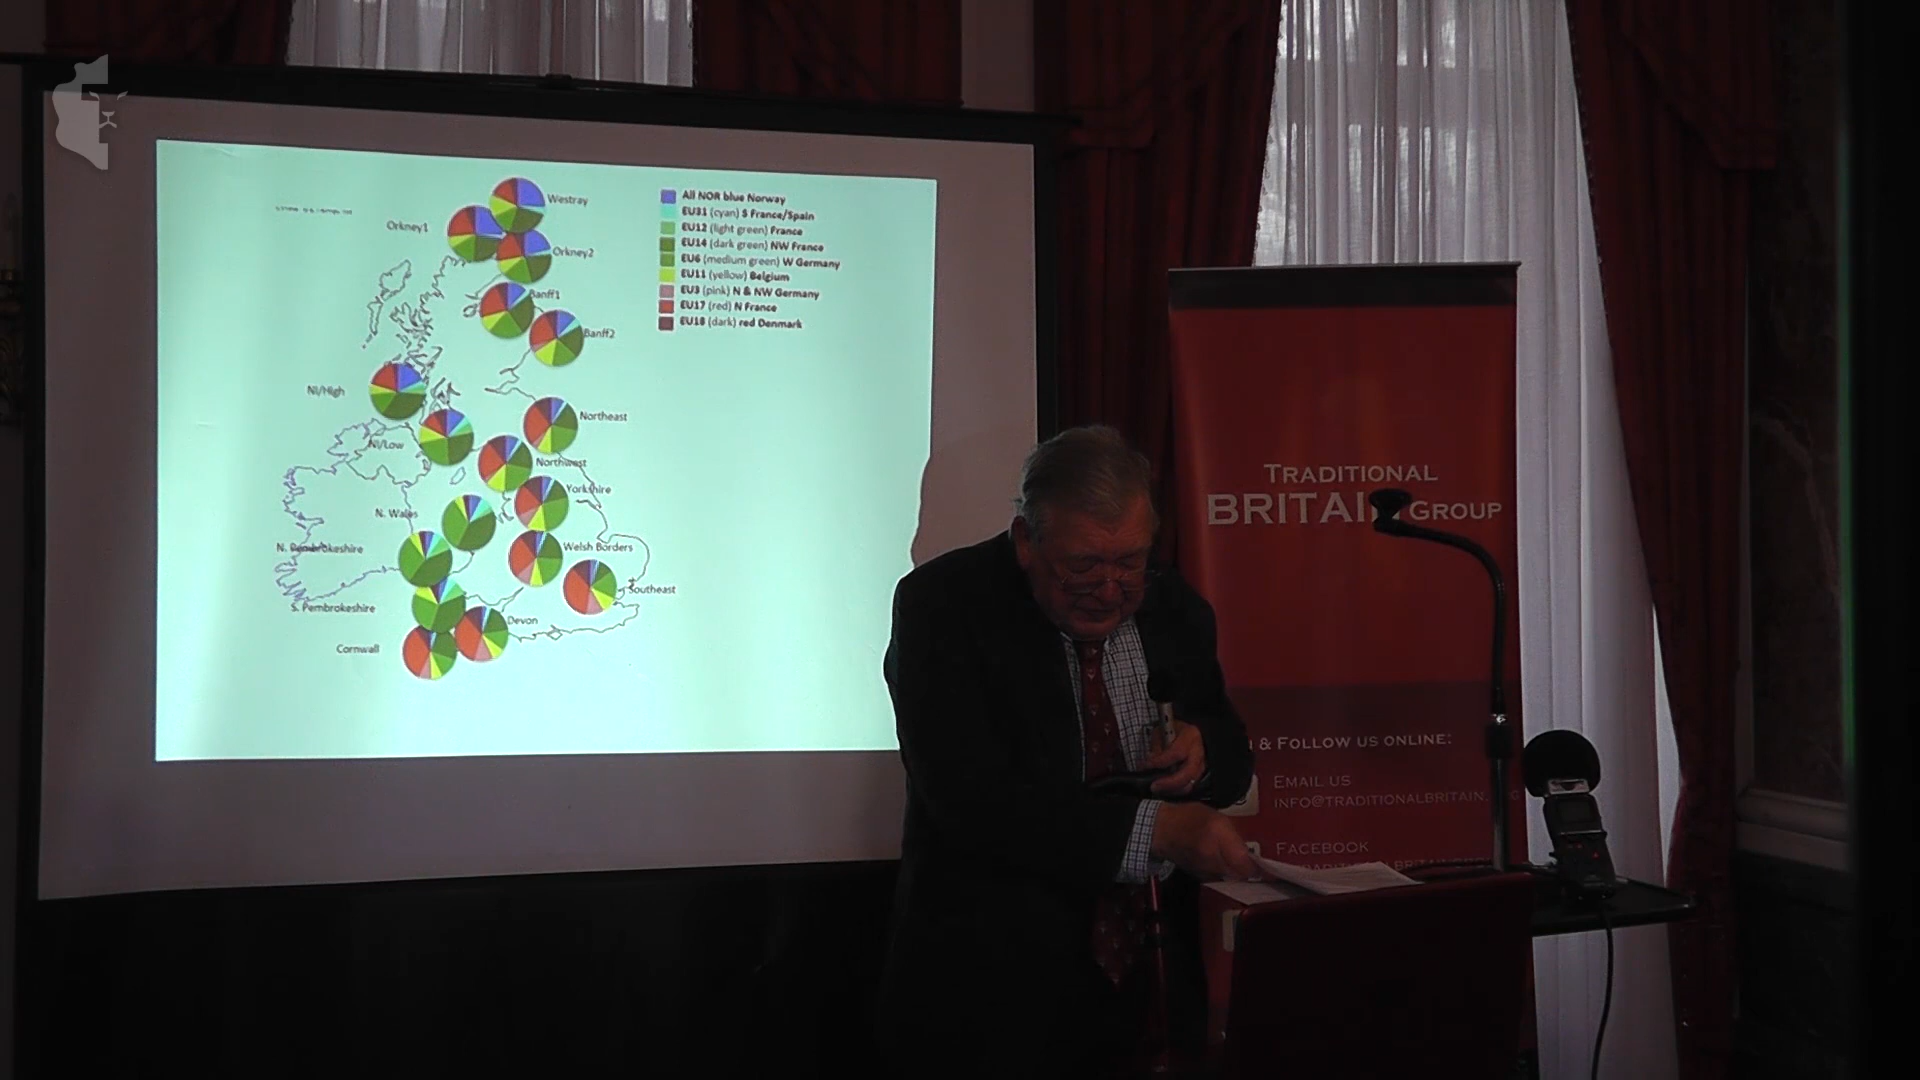 Westray
Orkney1
Orkney2
Banff1
Banff2
NI/High
Northeast
NI/Low
Northwest
Yorkshire
N. Wales
N. Pembrokeshire
Welsh Borders
Southeast
S. Pembrokeshire
Devon
Cornwall
All NOR blue Norway
EU31 (cyan) S France/Spain
EU12 (light green) France
EU14 (dark green) NW France
EU6 (medium green) W Germany
EU11 (yellow) Belgium
EU3 (pink) N & NW Germany
EU17 (red) N France
EU18 (dark) red Denmark
TRADITIONAL
BRITAIN GROUP
& FOLLOW US ONLINE:
EMAIL US
INFO@TRADITIONALBRITAIN.
FACEBOOK